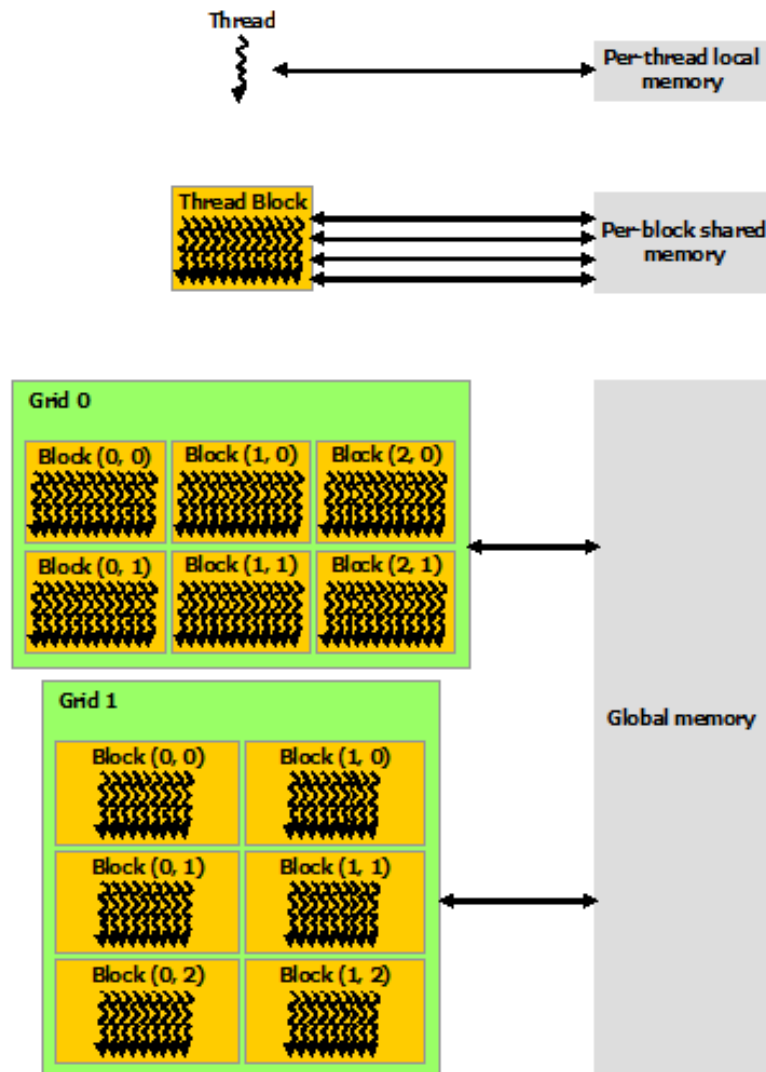 Thread
Per-thread local
memory
Thread Block
Per-block shared
memory
Grid 0
Block (0, 0)
Block (1, 0)
Block (2, 0)
Block (0, 1)
Block (1, 1)
Block (2, 1)
Grid 1
Global memory
Block (0, 0)
Block (1, 0)
Block (0, 1)
Block (1, 1)
Block (0, 2)
Block (1, 2)